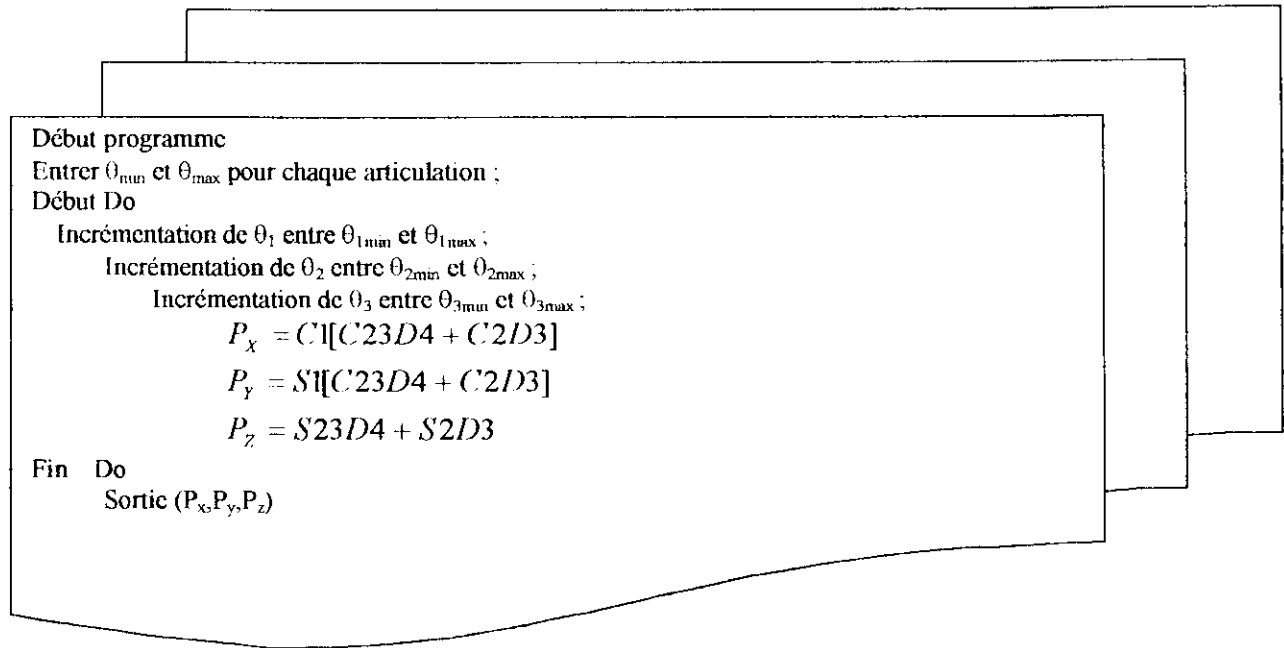 Début programme
Entrer θmin et θmax pour chaque articulation ;
Début Do
Incrémentation de θ1 entre θ1min et θ1max ;
Incrémentation de θ2 entre θ2min et θ2max ;
Incrémentation de θ3 entre θ3min et θ3max ;
PX = C1[C23D4 + C2D3]
PY = S1[C23D4 + C2D3]
PZ = S23D4 + S2D3
Fin Do
Sortie (Px,Py,Pz)